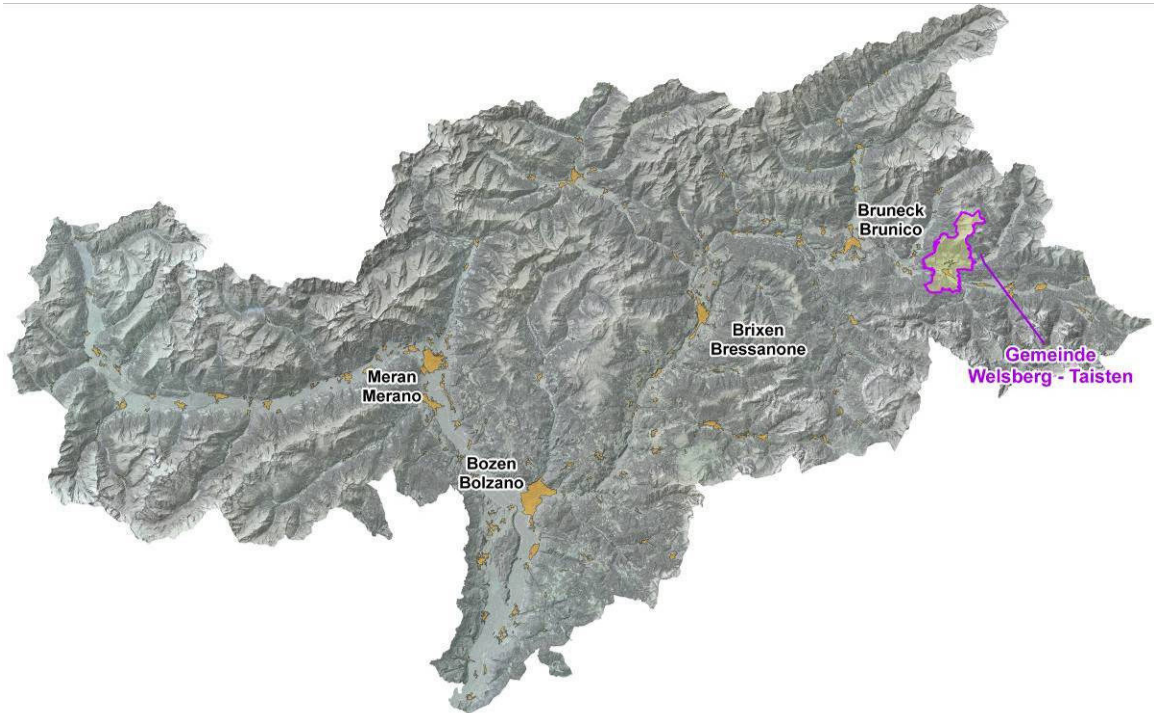 Bruneck
Brunico
Brixen
Bressanone
Gemeinde
Welsberg - Taisten
Meran
Merano
Bozen
Bolzano